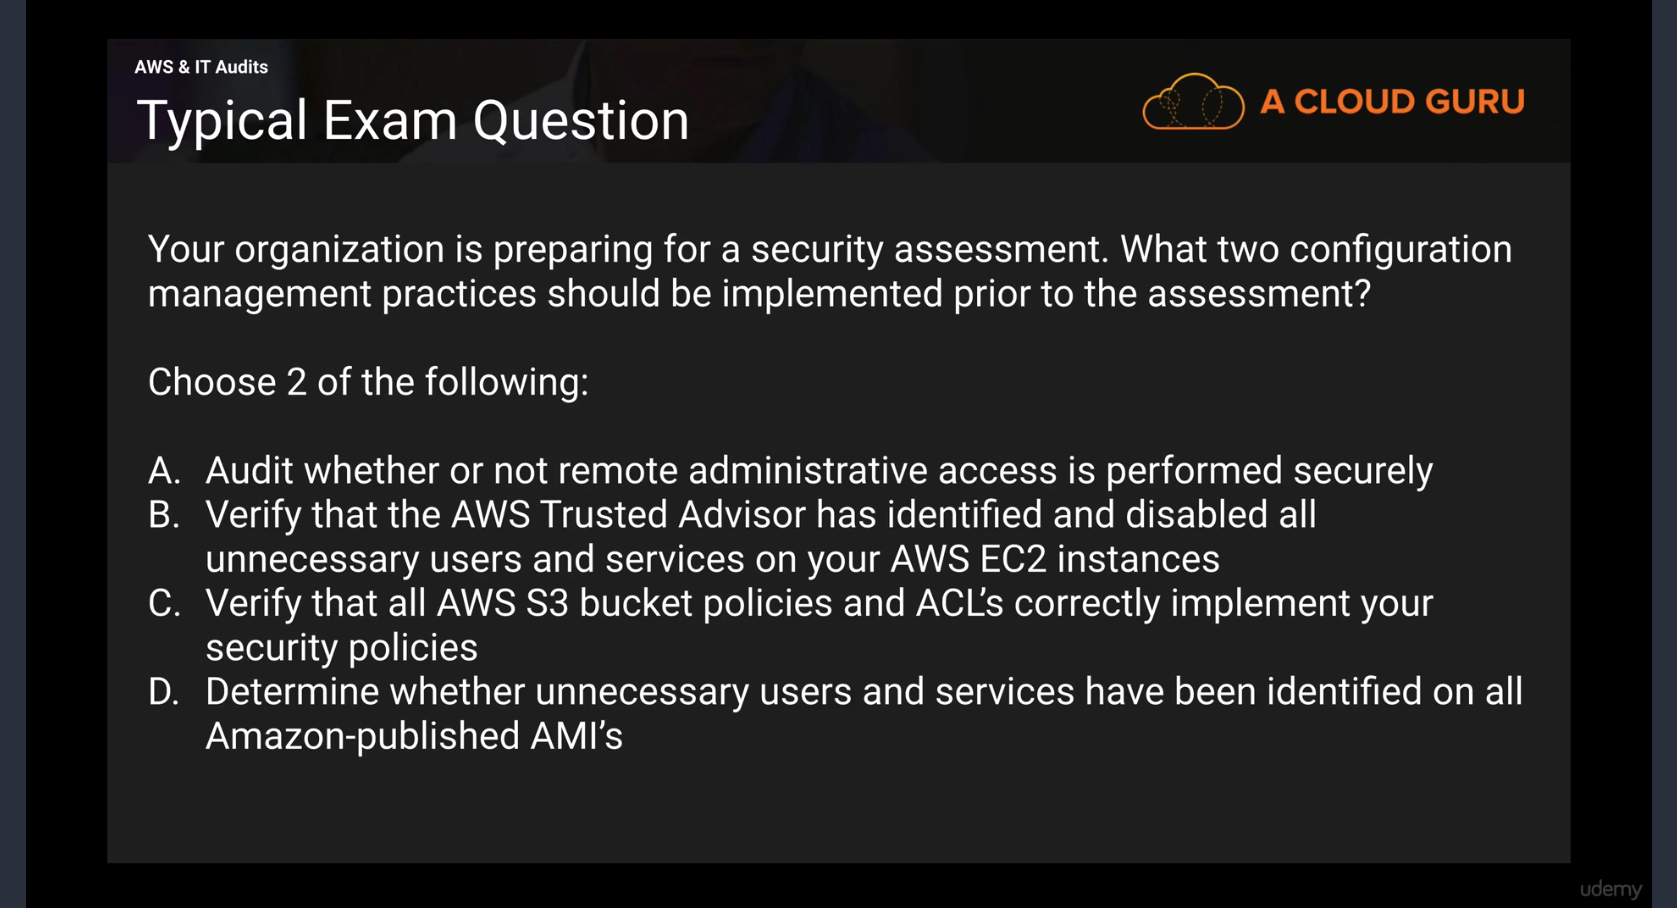 AWS & IT Audits
Typical Exam Question
A CLOUD GURU
Your organization is preparing for a security assessment. What two configuration
management practices should be implemented prior to the assessment?
Choose 2 of the following:
A. Audit whether or not remote administrative access is performed securely
B. Verify that the AWS Trusted Advisor has identified and disabled all
unnecessary users and services on your AWS EC2 instances
C. Verify that all AWS S3 bucket policies and ACL’s correctly implement your
security policies
D. Determine whether unnecessary users and services have been identified on all
Amazon-published AMI’s
udemy